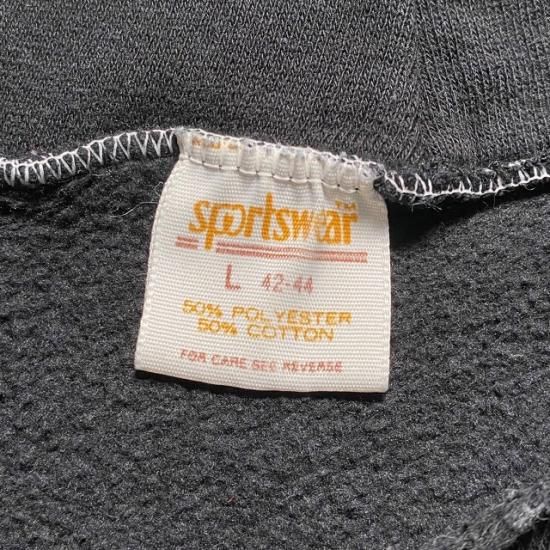 sportswear™
L 42-44
50% POLYESTER
50% COTTON
FOR CARE SEE REVERSE